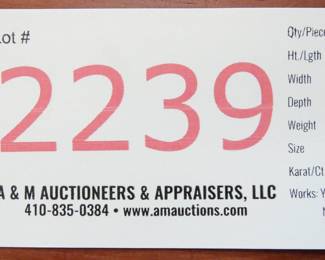 Lot #
2239
A & M AUCTIONEERS & APPRAISERS, LLC
410-835-0384 • www.amauctions.com
Qty/Piece
Ht./Lgth
Width
Depth
Weight
Size
Karat/Ct
Works: Y